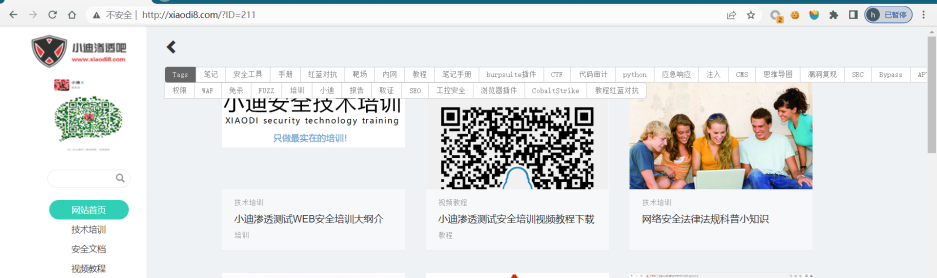 不安全 | http://xiaodi8.com/?ID=211
h 已暂停
小迪渗透吧
www.xiaodi8.com
网站首页
技术培训
安全文档
视频教程
Tags 笔记 安全工具 手册 红蓝对抗 靶场 内网 教程 笔记手册 burpsuite插件 CTF 代码审计 python 应急响应 注入 CMS 思维导图 漏洞复现 SRC Bypass AP
权限 WAF 免杀 FUZZ 培训 小迪 报告 取证 SEO 工控安全 浏览器插件 CobaltStrike 教程红蓝对抗
小迪安全技术培训
XIAODI security technology training
只做最实在的培训!
技术培训
小迪渗透测试WEB安全培训大纲介
培训
视频教程
小迪渗透测试安全培训视频教程下载
教程
技术培训
网络安全法律法规科普小知识